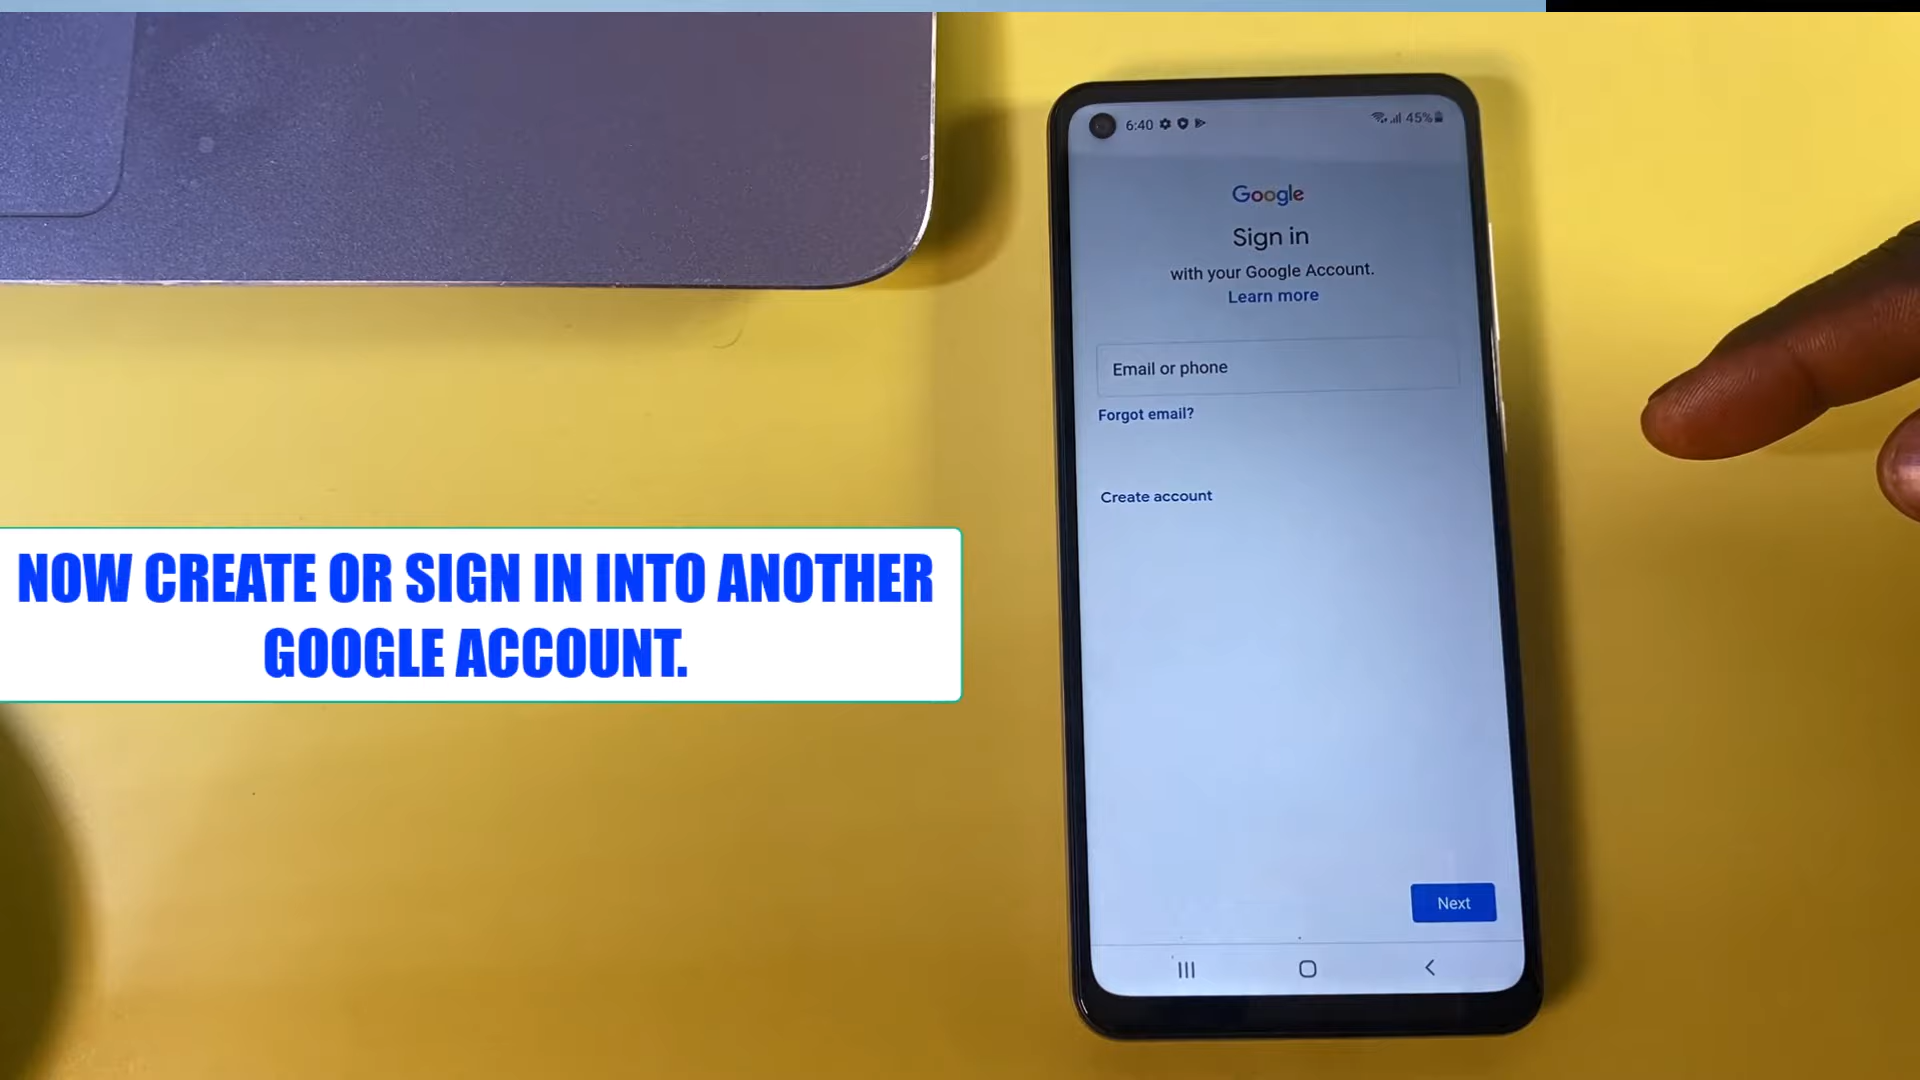 6:40
45%
Google
Sign in
with your Google Account.
Learn more
Email or phone
Forgot email?
Create account
NOW CREATE OR SIGN IN INTO ANOTHER
GOOGLE ACCOUNT.
Next